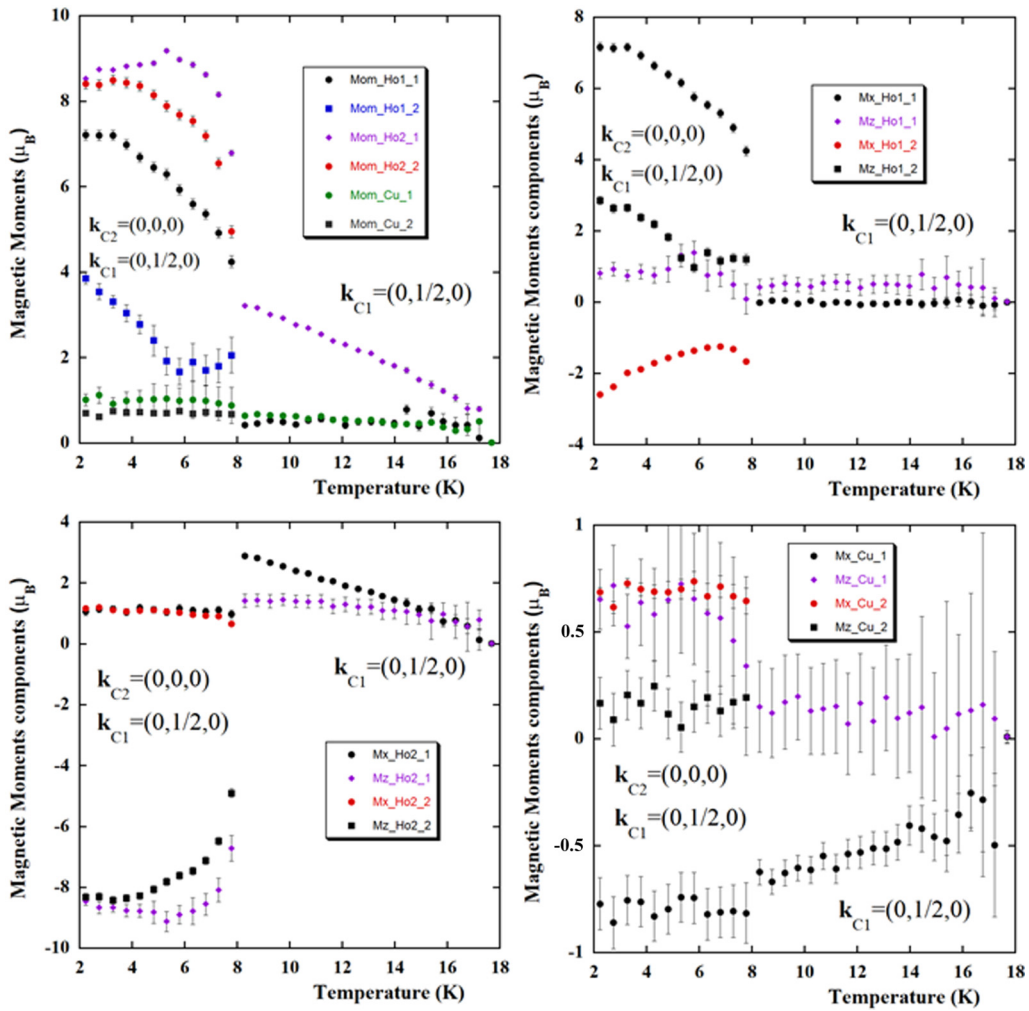 Magnetic Moments (μB)
10
8
6
4
2
0
Mom_Ho1_1
Mom_Ho1_2
Mom_Ho2_1
Mom_Ho2_2
Mom_Cu_1
Mom_Cu_2
kC2=(0,0,0)
kC1=(0,1/2,0)
kC1=(0,1/2,0)
2 4 6 8 10 12 14 16 18
Temperature (K)
Magnetic Moments components (μB)
8
6
4
2
0
-2
-4
Mx_Ho1_1
Mz_Ho1_1
Mx_Ho1_2
Mz_Ho1_2
kC2=(0,0,0)
kC1=(0,1/2,0)
kC1=(0,1/2,0)
2 4 6 8 10 12 14 16 18
Temperature (K)
Magnetic Moments components (μB)
4
2
0
-2
-4
-6
-8
-10
kC1=(0,1/2,0)
kC2=(0,0,0)
kC1=(0,1/2,0)
Mx_Ho2_1
Mz_Ho2_1
Mx_Ho2_2
Mz_Ho2_2
2 4 6 8 10 12 14 16 18
Temperature (K)
Magnetic Moments components (μB)
1
0.5
0
-0.5
-1
Mx_Cu_1
Mz_Cu_1
Mx_Cu_2
Mz_Cu_2
kC2=(0,0,0)
kC1=(0,1/2,0)
kC1=(0,1/2,0)
2 4 6 8 10 12 14 16 18
Temperature (K)